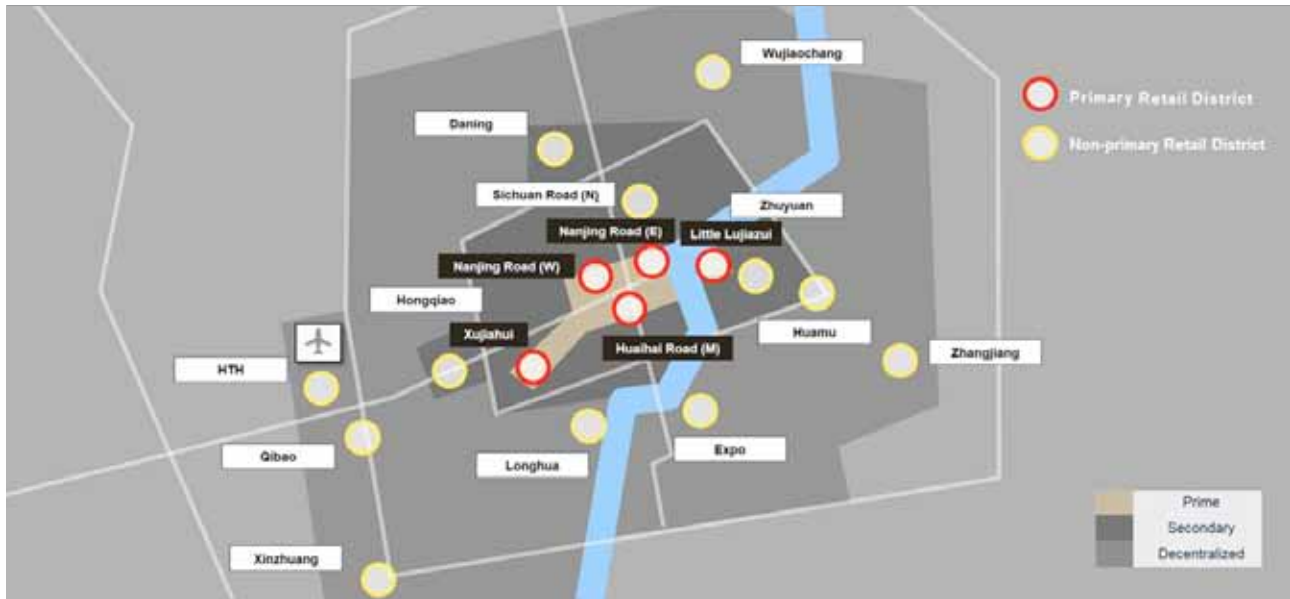 Wujiaochang
Primary Retail District
Daning
Non-primary Retail District
Sichuan Road (N)
Zhuyuan
Nanjing Road (E)
Little Lujiazui
Nanjing Road (W)
Hongqiao
Xujiahui
Huaihai Road (M)
Huamu
Zhangjiang
HTH
Qibao
Longhua
Expo
Prime
Secondary
Decentralized
Xinzhuang